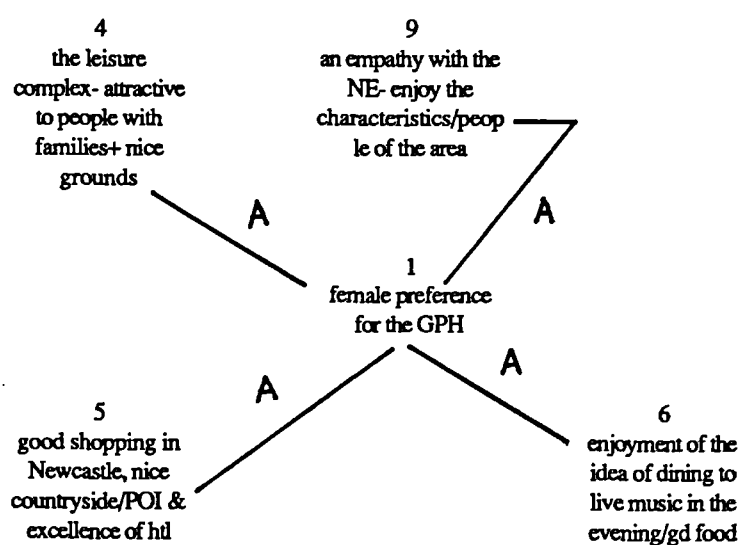 4
the leisure
complex- attractive
to people with
families+ nice
grounds
9
an empathy with the
NE- enjoy the
characteristics/peop
le of the area
A
A
1
female preference
for the GPH
A
A
5
good shopping in
Newcastle, nice
countryside/POI &
excellence of htl
6
enjoyment of the
idea of dining to
live music in the
evening/gd food